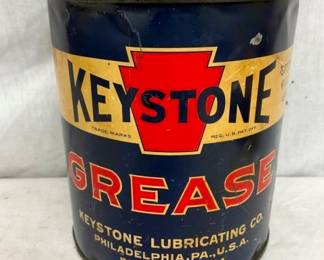 KEYSTONE
TRADE MARKS REG. U.S. PAT. OFF.
GREASE
KEYSTONE LUBRICATING CO.
PHILADELPHIA, PA., U.S.A.